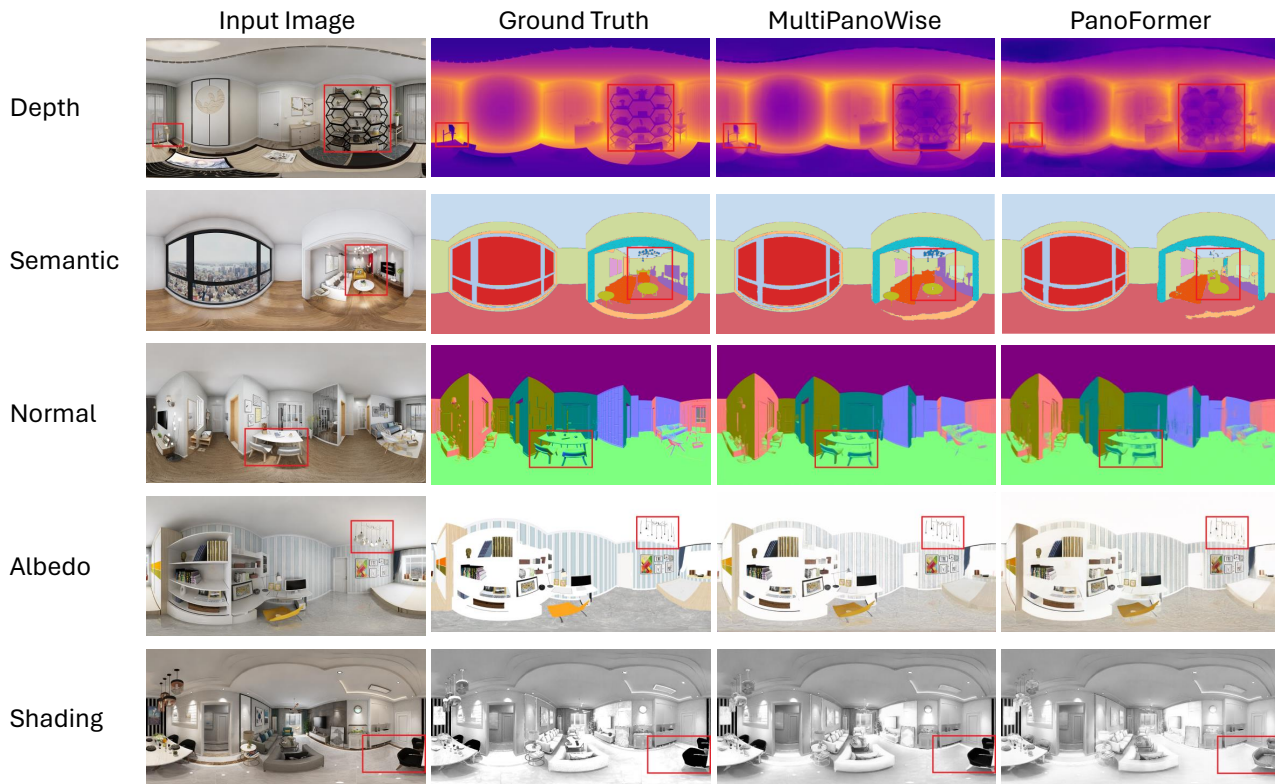 Input Image Ground Truth MultiPanoWise PanoFormer
Depth
Semantic
Normal
Albedo
Shading